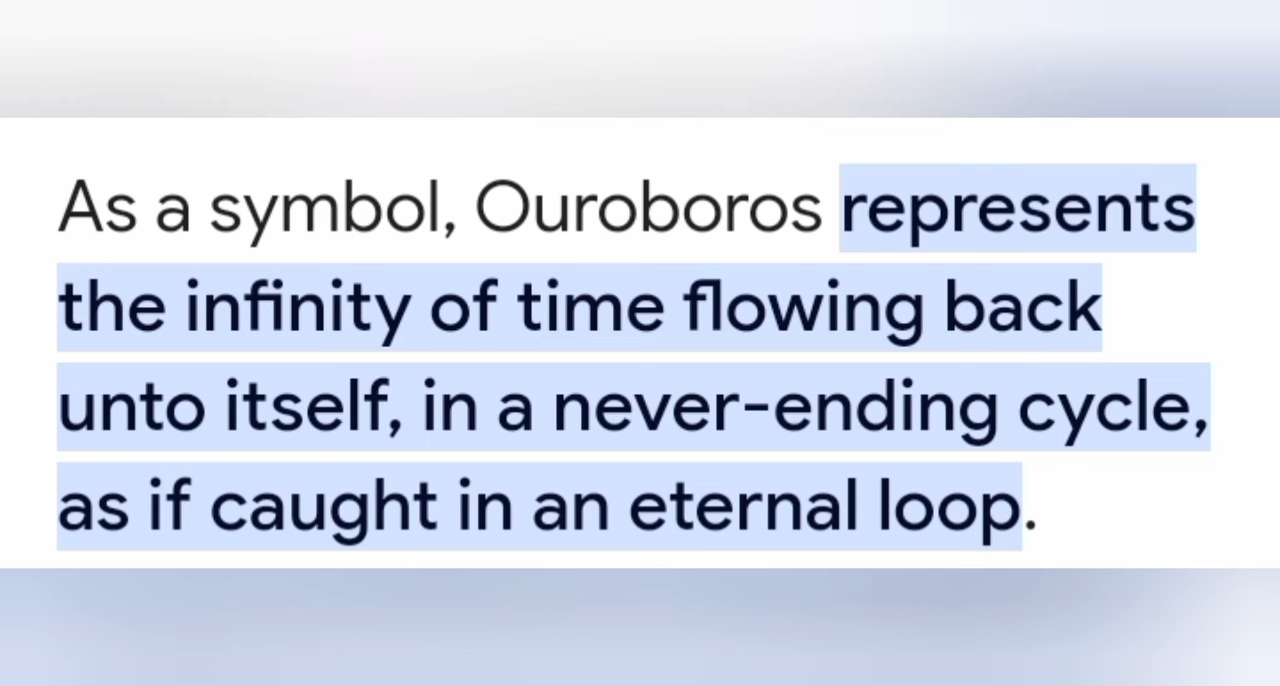 As a symbol, Ouroboros represents
the infinity of time flowing back
unto itself, in a never-ending cycle,
as if caught in an eternal loop.